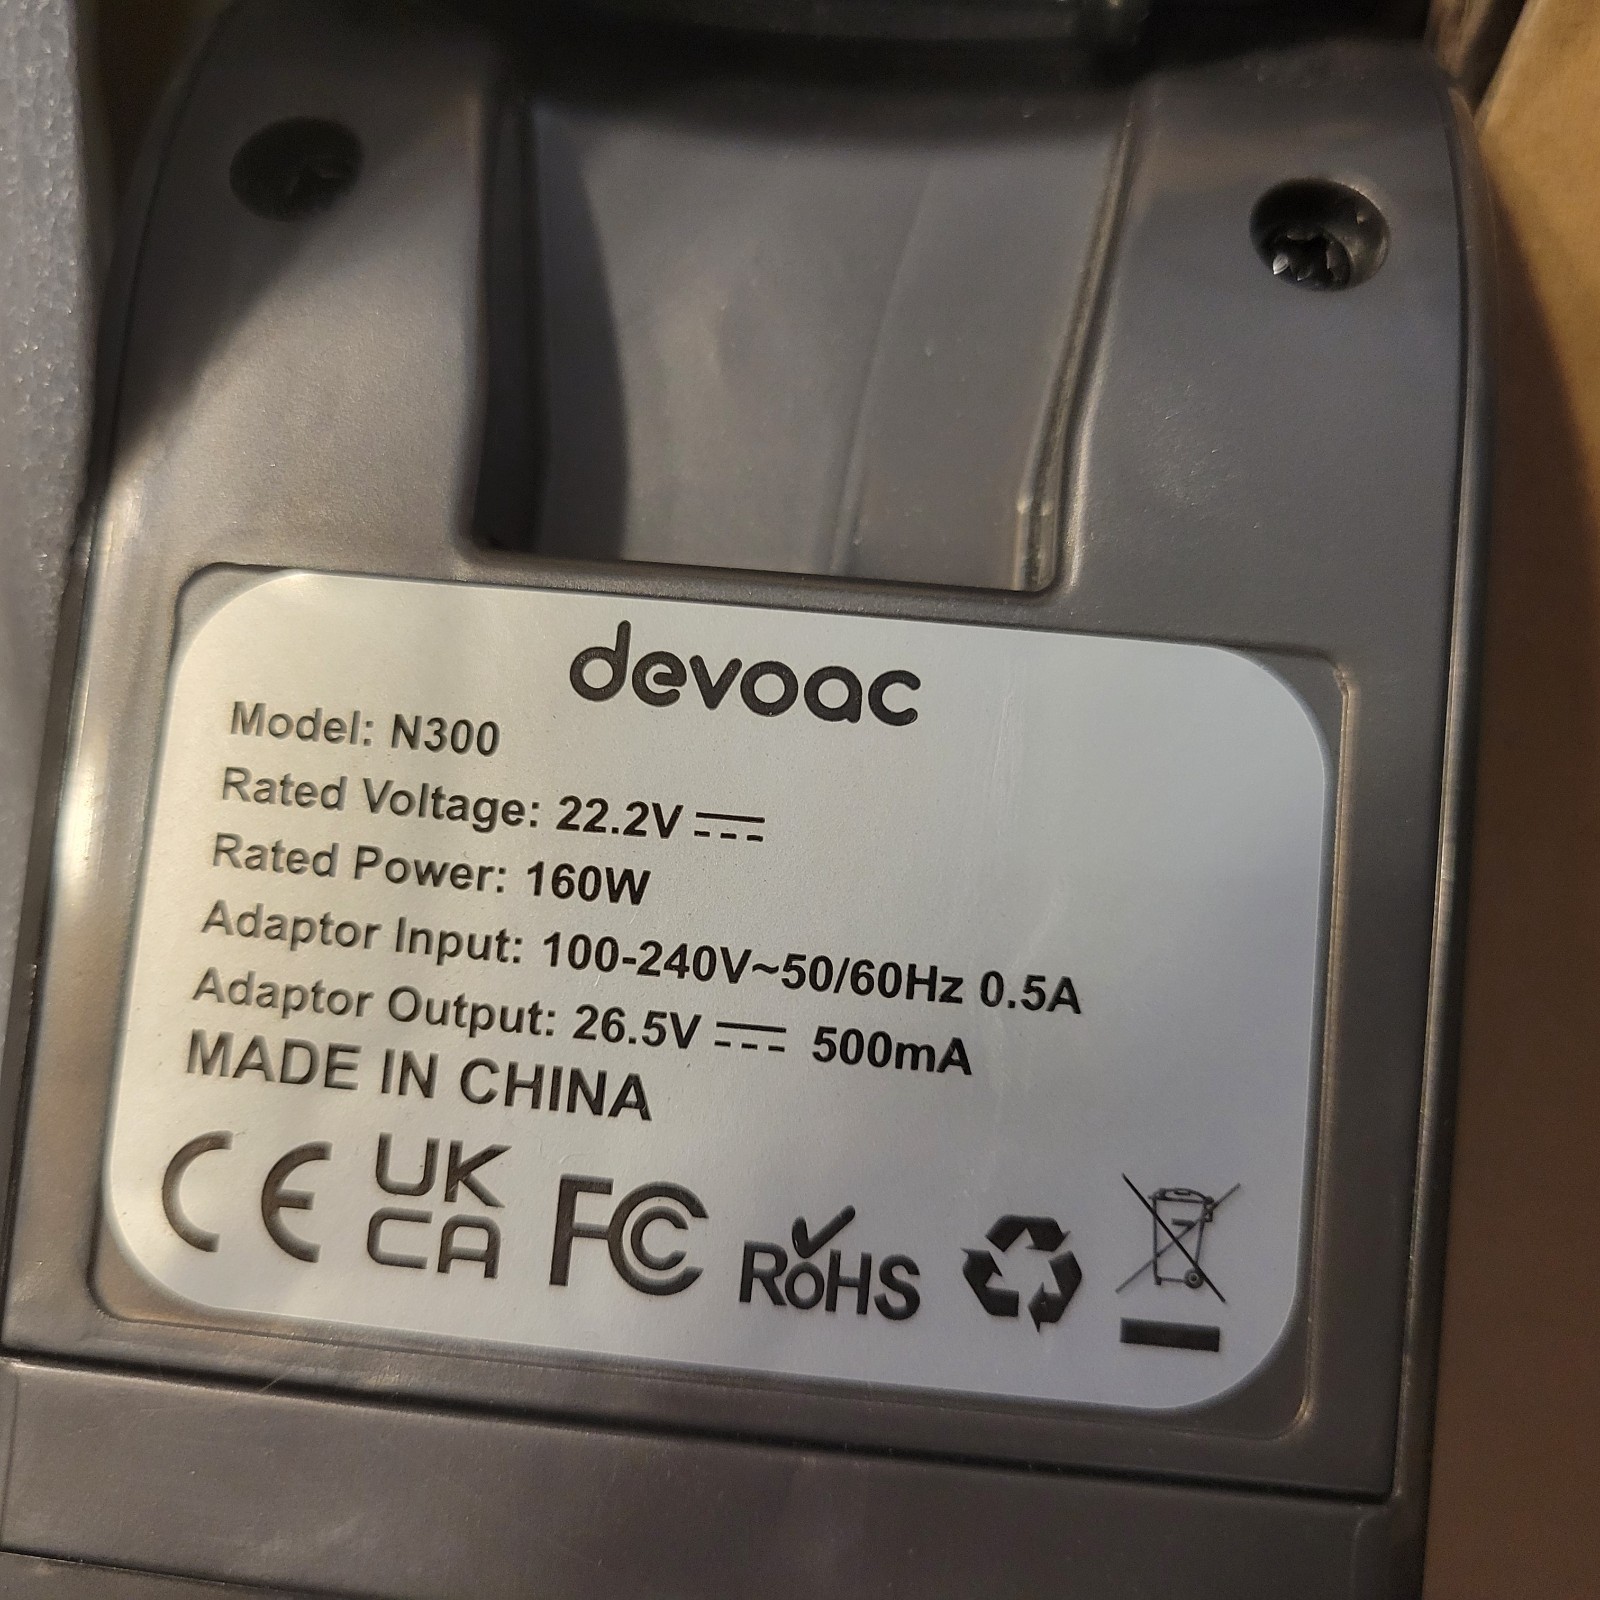 devoac
Model: N300
Rated Voltage: 22.2V ⎓
Rated Power: 160W
Adaptor Input: 100-240V~50/60Hz 0.5A
Adaptor Output: 26.5V ⎓ 500mA
MADE IN CHINA
CE UK CA FC RoHS